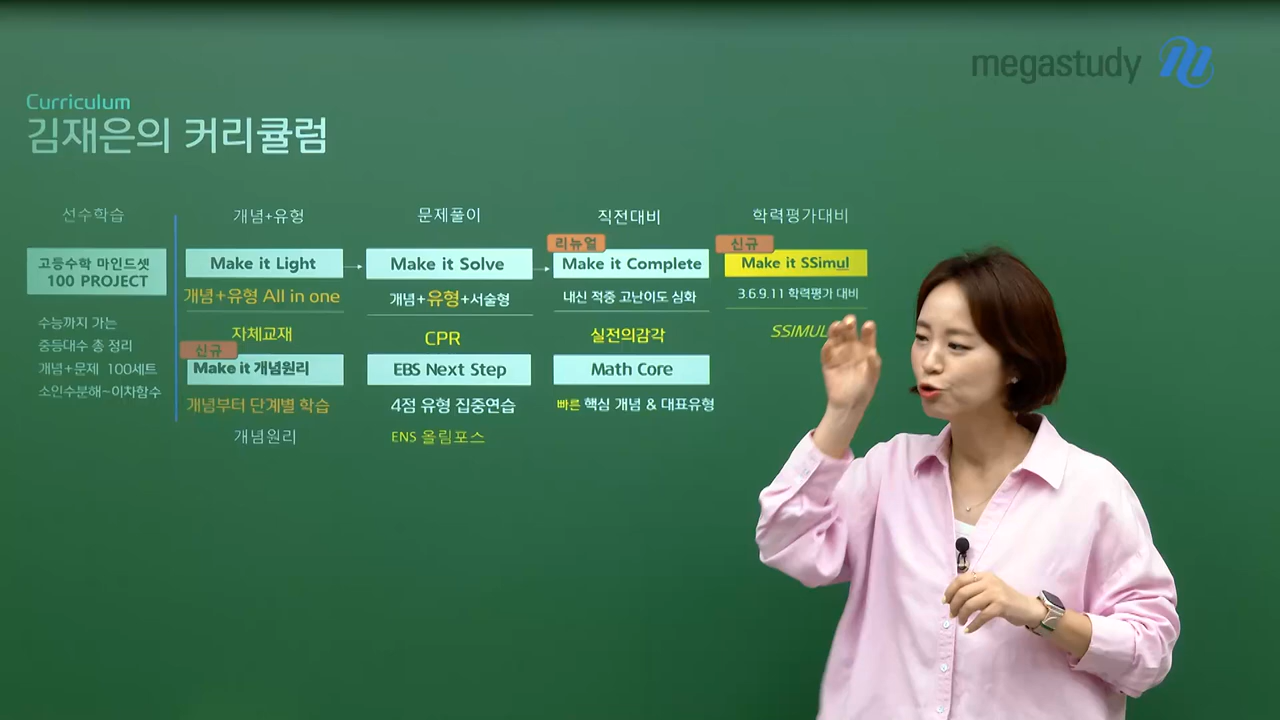 megastudy
Curriculum
김재은의 커리큘럼
선수학습
고등수학 마인드셋
100 PROJECT
수능까지 가는
중등대수 총 정리
개념+문제 100세트
소인수분해~이차함수
개념+유형
Make it Light
개념+유형 All in one
자체교재
신규
Make it 개념원리
개념부터 단계별 학습
개념원리
문제풀이
Make it Solve
개념+유형+서술형
CPR
EBS Next Step
4점 유형 집중연습
ENS 올림포스
직전대비
리뉴얼
Make it Complete
내신 적중 고난이도 심화
실전의감각
Math Core
빠른 핵심 개념 & 대표유형
학력평가대비
신규
Make it SSimul
3.6.9.11 학력평가 대비
SSIMUL